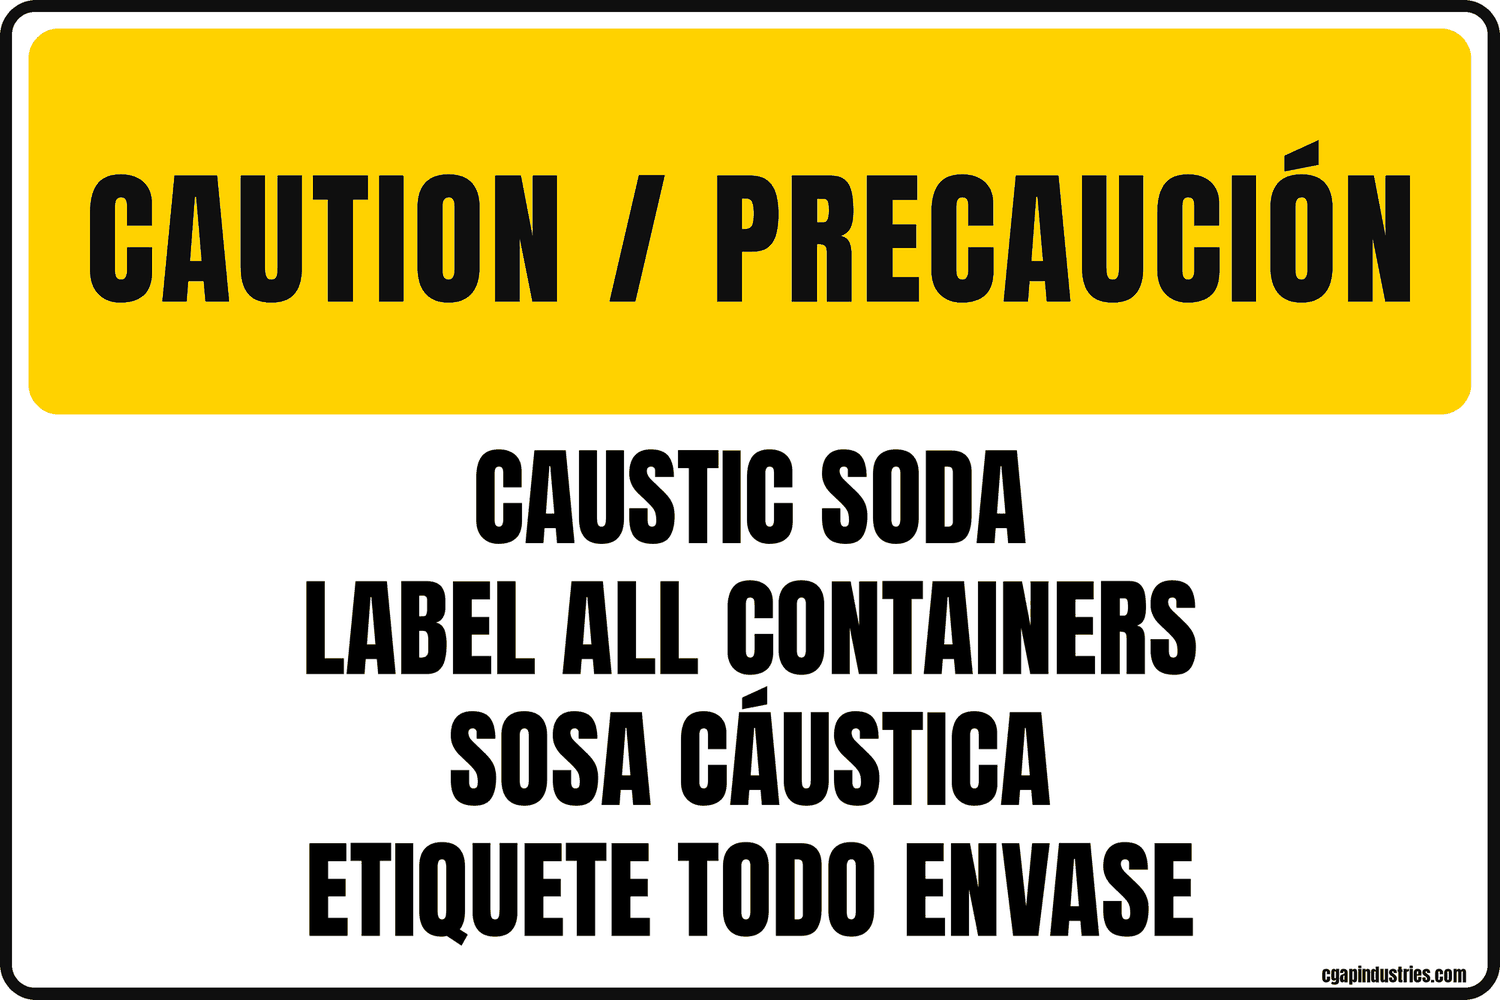 CAUTION / PRECAUCIÓN
CAUSTIC SODA
LABEL ALL CONTAINERS
SOSA CÁUSTICA
ETIQUETE TODO ENVASE
cgapindustries.com